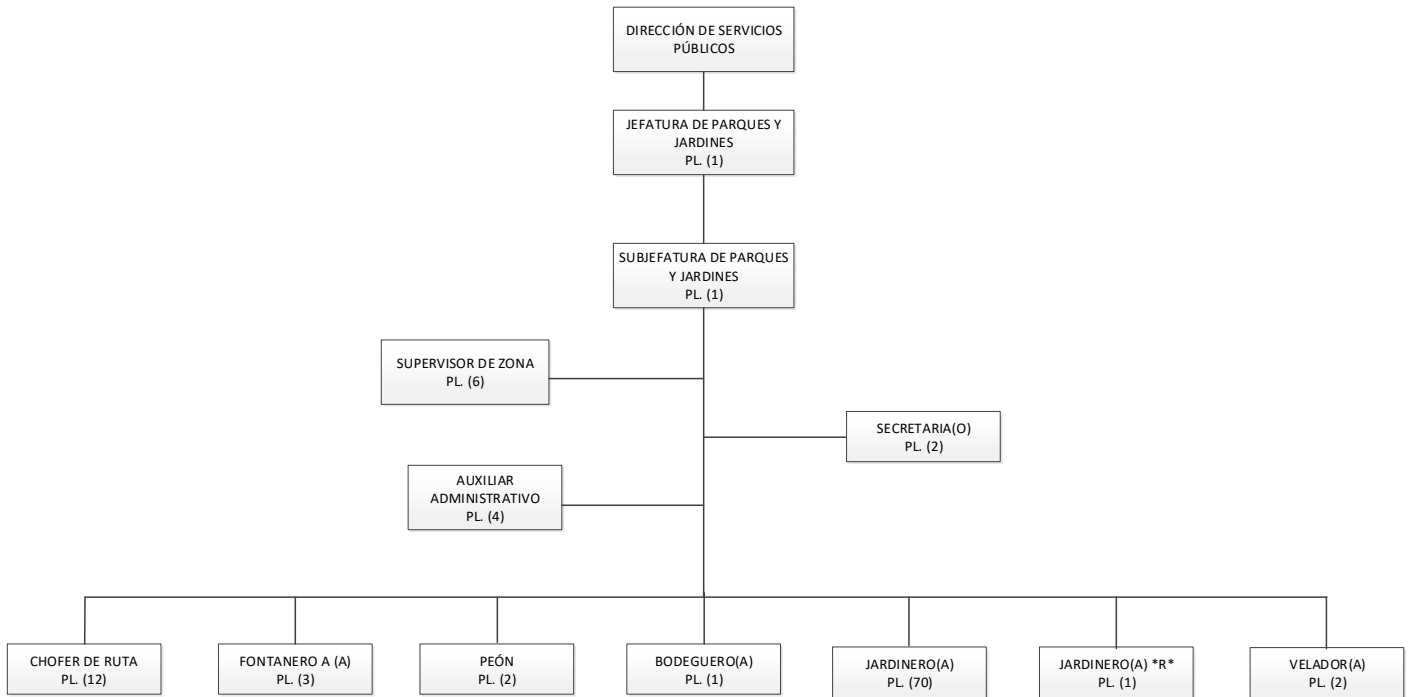 DIRECCIÓN DE SERVICIOS
PÚBLICOS
JEFATURA DE PARQUES Y
JARDINES
PL. (1)
SUBJEFATURA DE PARQUES
Y JARDINES
PL. (1)
SUPERVISOR DE ZONA
PL. (6)
SECRETARIA(O)
PL. (2)
AUXILIAR
ADMINISTRATIVO
PL. (4)
CHOFER DE RUTA
PL. (12)
FONTANERO A (A)
PL. (3)
PEÓN
PL. (2)
BODEGUERO(A)
PL. (1)
JARDINERO(A)
PL. (70)
JARDINERO(A) *R*
PL. (1)
VELADOR(A)
PL. (2)